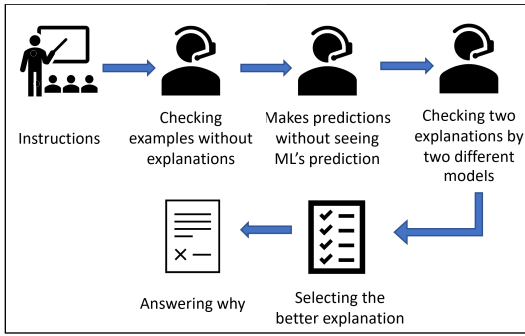 Instructions
Checking
examples without
explanations
Makes predictions
without seeing
ML's prediction
Checking two
explanations by
two different
models
Selecting the
better explanation
Answering why